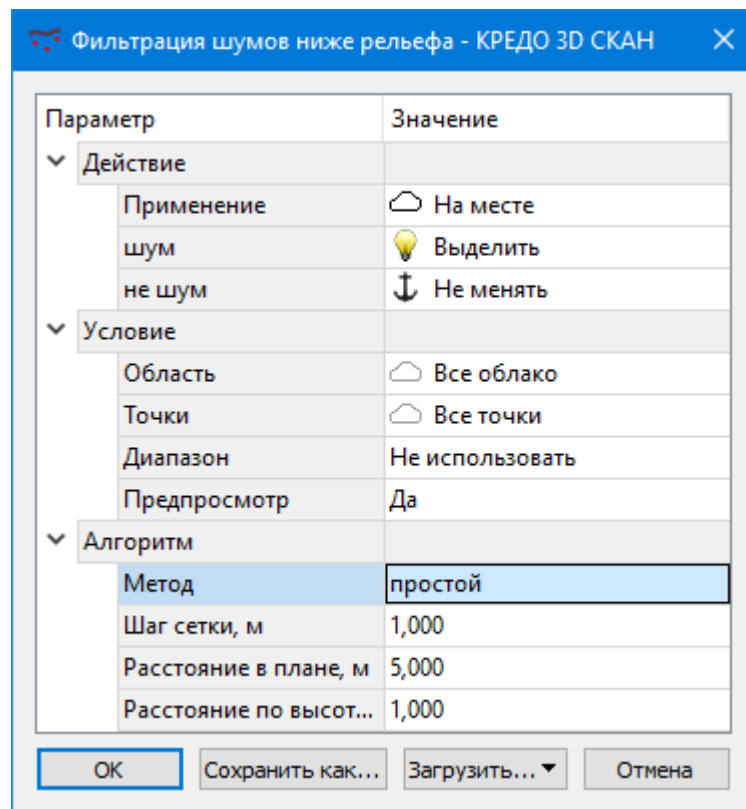 Фильтрация шумов ниже рельефа - КРЕДО 3D СКАН
Параметр Значение
Действие
Применение На месте
шум Выделить
не шум Не менять
Условие
Область Все облако
Точки Все точки
Диапазон Не использовать
Предпросмотр Да
Алгоритм
Метод простой
Шаг сетки, м 1,000
Расстояние в плане, м 5,000
Расстояние по высот... 1,000
OK Сохранить как... Загрузить... Отмена